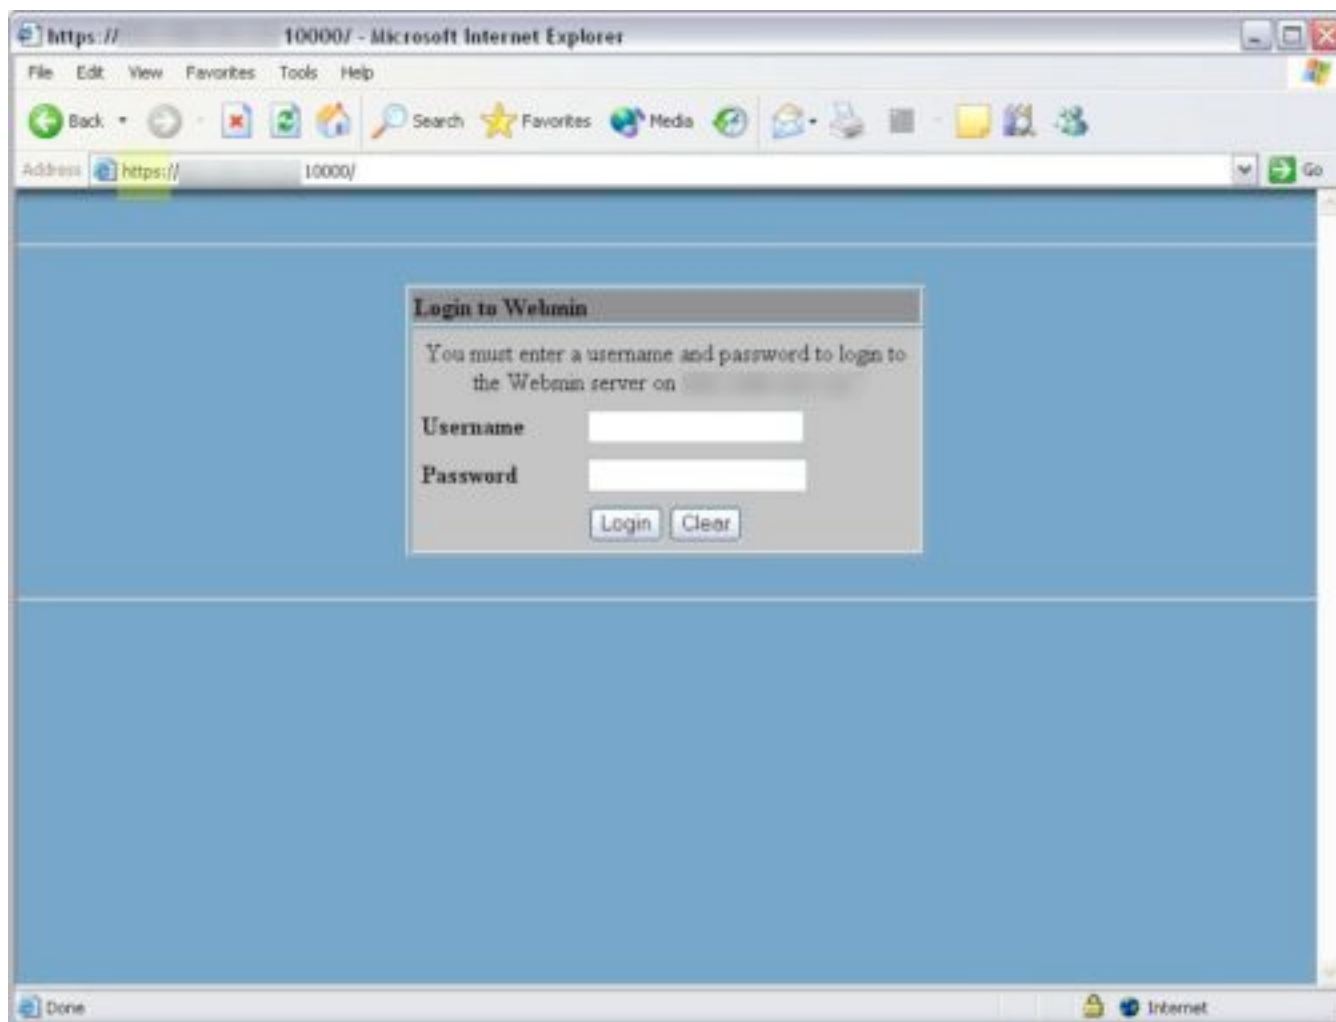 https:// 10000/ - Microsoft Internet Explorer
File Edit View Favorites Tools Help
Back Search Favorites Media
Address https:// 10000/ Go
Login to Webmin
You must enter a username and password to login to
the Webmin server on
Username
Password
Login Clear
Done Internet